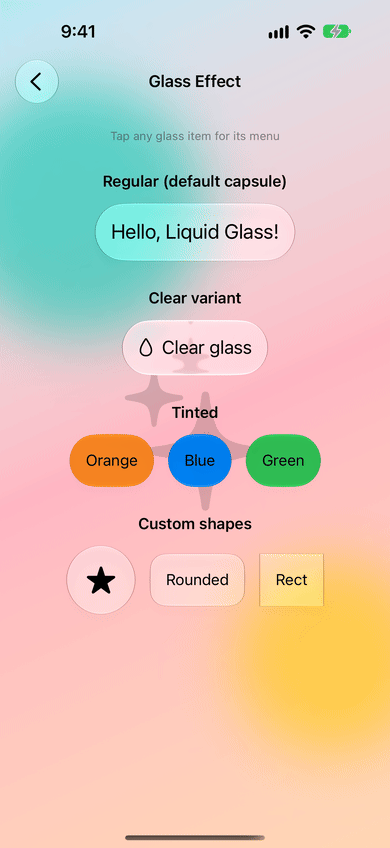 9:41
Glass Effect
Tap any glass item for its menu
Regular (default capsule)
Hello, Liquid Glass!
Clear variant
Clear glass
Tinted
Orange Blue Green
Custom shapes
Rounded Rect